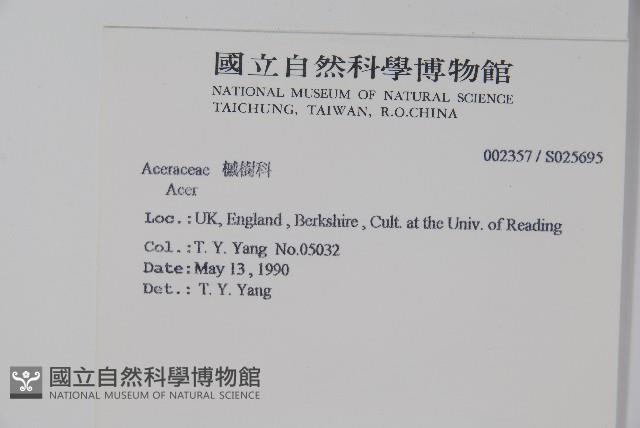 國立自然科學博物館
NATIONAL MUSEUM OF NATURAL SCIENCE
TAICHUNG, TAIWAN, R.O.CHINA
002357 / S025695
Aceraceae 槭樹科
Acer
Loc.: UK, England , Berkshire , Cult. at the Univ. of Reading
Col.: T. Y. Yang No.05032
Date: May 13 , 1990
Det.: T. Y. Yang
國立自然科學博物館
NATIONAL MUSEUM OF NATURAL SCIENCE